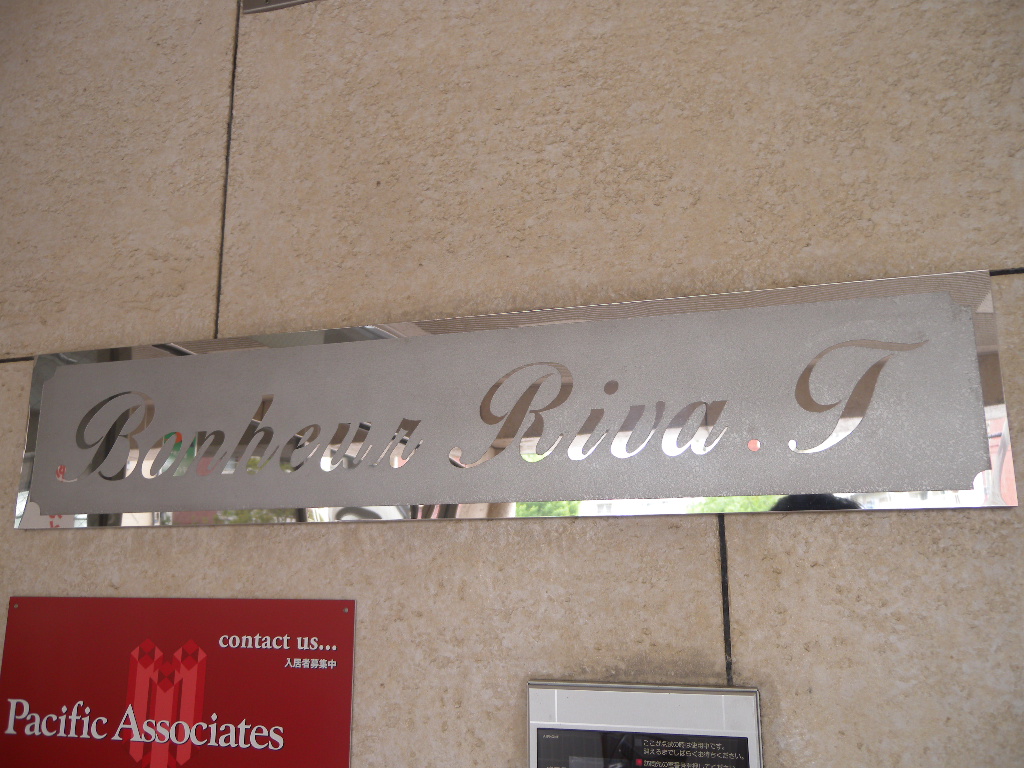 Bonheur Riva . T
contact us...
入居者募集中
Pacific Associates